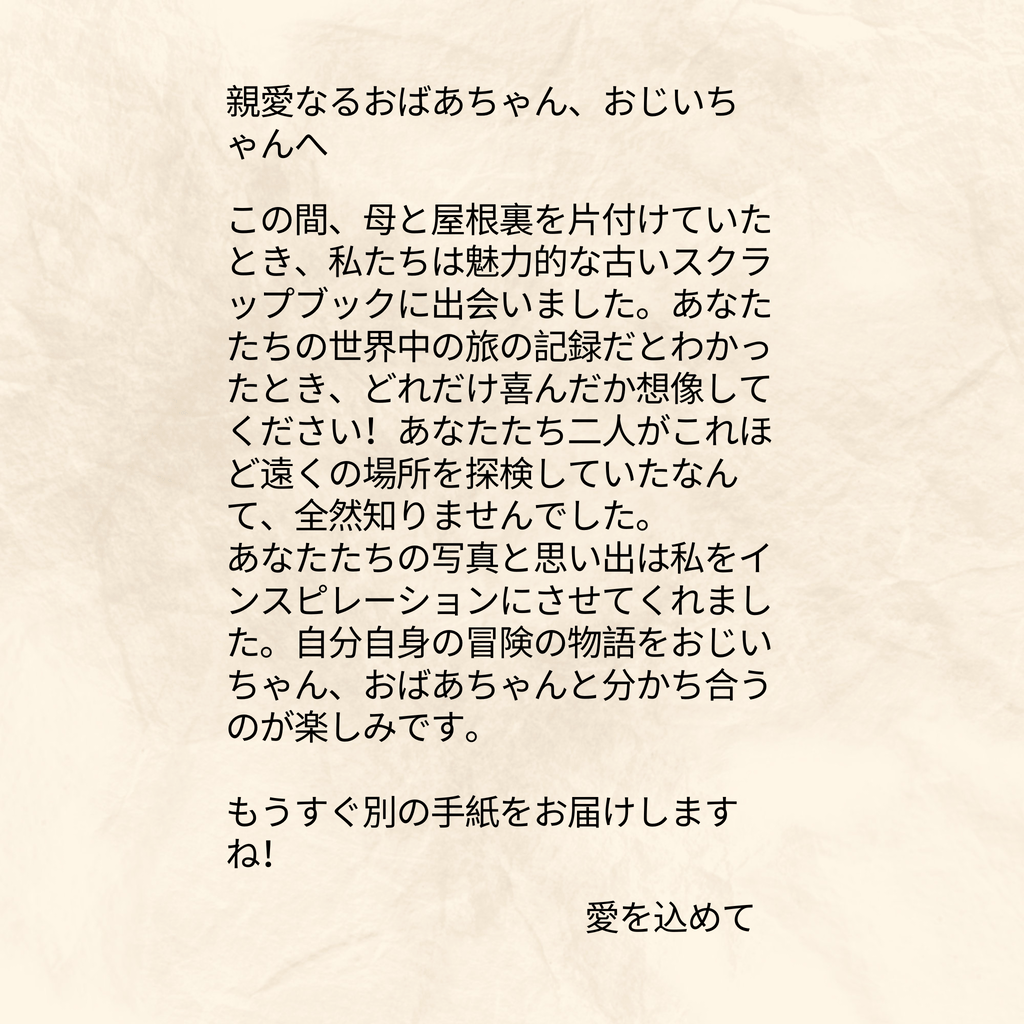 親愛なるおばあちゃん、おじいち
ゃんへ
この間、母と屋根裏を片付けていた
とき、私たちは魅力的な古いスクラ
ップブックに出会いました。あなた
たちの世界中の旅の記録だとわかっ
たとき、どれだけ喜んだか想像して
ください！あなたたち二人がこれほ
ど遠くの場所を探検していたなん
て、全然知りませんでした。
あなたたちの写真と思い出は私をイ
ンスピレーションにさせてくれまし
た。自分自身の冒険の物語をおじい
ちゃん、おばあちゃんと分かち合う
のが楽しみです。
もうすぐ別の手紙をお届けします
ね！
愛を込めて